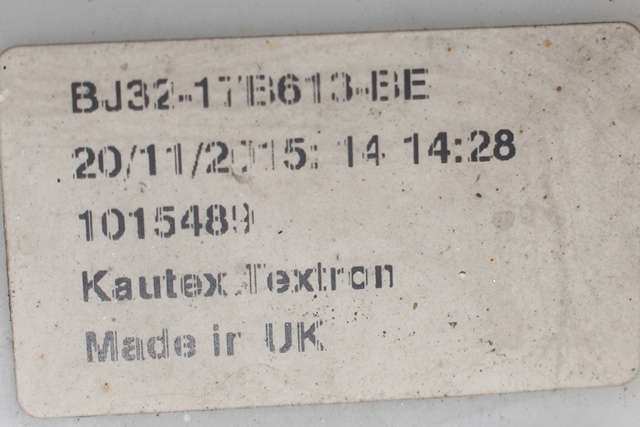 BJ32-17B613-BE
20/11/2015: 14 14:28
1015489
Kautex Textron
Made in UK